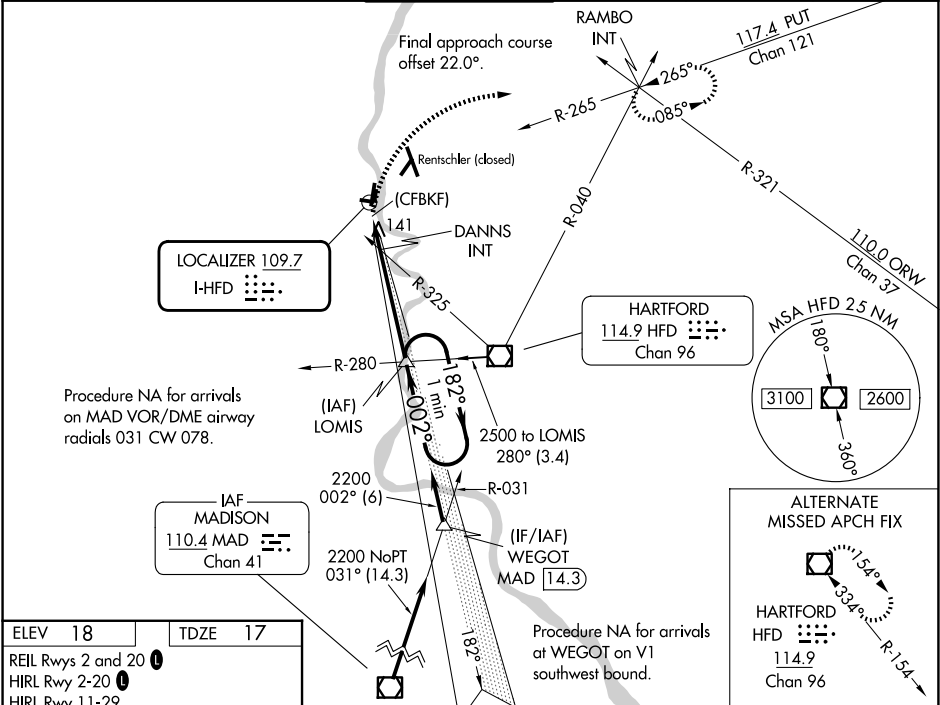 RAMBO
INT
117.4 PUT
Chan 121
Final approach course
offset 22.0°.
265°
085°
R-265
Rentschler (closed)
R-321
R-040
(CFBKF)
141
DANNS
INT
LOCALIZER 109.7
I-HFD
R-325
110.0 ORW
Chan 37
HARTFORD
114.9 HFD
Chan 96
MSA HFD 25 NM
180°
3100
2600
360°
R-280
182°
1 min
002°
(IAF)
LOMIS
Procedure NA for arrivals
on MAD VOR/DME airway
radials 031 CW 078.
2500 to LOMIS
280° (3.4)
2200
002° (6)
R-031
IAF
MADISON
110.4 MAD
Chan 41
(IF/IAF)
WEGOT
MAD 14.3
2200 NoPT
031° (14.3)
ALTERNATE
MISSED APCH FIX
154°
334°
HARTFORD
HFD
114.9
Chan 96
R-154
Procedure NA for arrivals
at WEGOT on V1
southwest bound.
182°
ELEV 18 TDZE 17
REIL Rwys 2 and 20 L
HIRL Rwy 2-20 L
HIRL Rwy 11-29